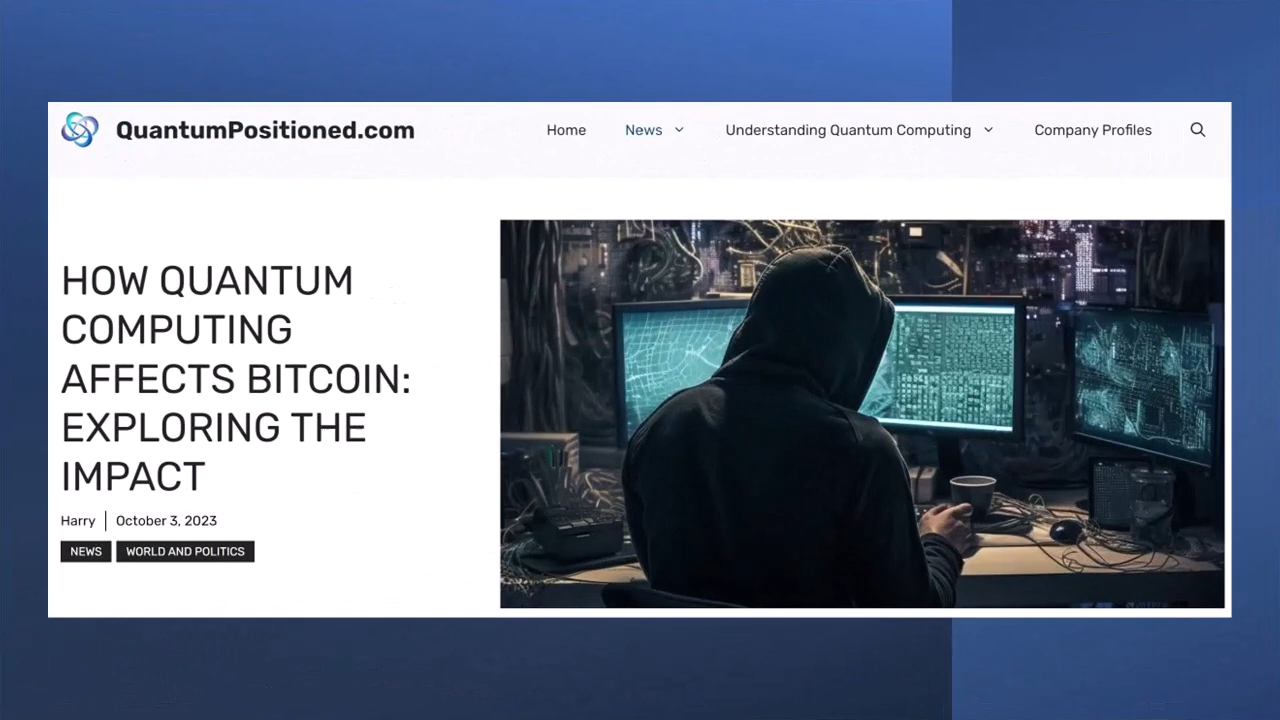 QuantumPositioned.com
Home
News
Understanding Quantum Computing
Company Profiles
HOW QUANTUM
COMPUTING
AFFECTS BITCOIN:
EXPLORING THE
IMPACT
Harry
October 3, 2023
NEWS
WORLD AND POLITICS